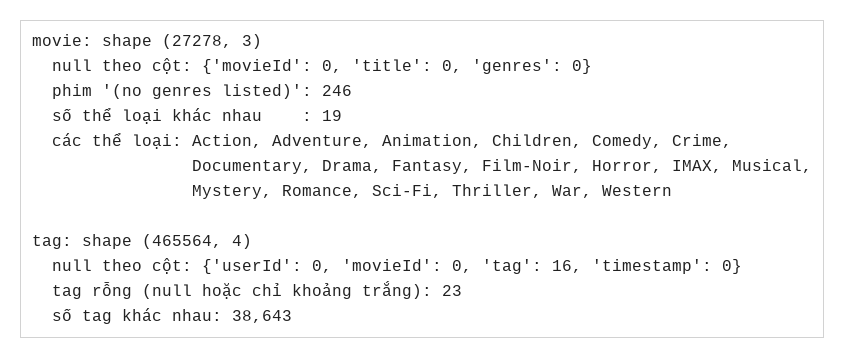 movie: shape (27278, 3)
  null theo cột: {'movieId': 0, 'title': 0, 'genres': 0}
  phim '(no genres listed)': 246
  số thể loại khác nhau    : 19
  các thể loại: Action, Adventure, Animation, Children, Comedy, Crime,
                Documentary, Drama, Fantasy, Film-Noir, Horror, IMAX, Musical,
                Mystery, Romance, Sci-Fi, Thriller, War, Western

tag: shape (465564, 4)
  null theo cột: {'userId': 0, 'movieId': 0, 'tag': 16, 'timestamp': 0}
  tag rỗng (null hoặc chỉ khoảng trắng): 23
  số tag khác nhau: 38,643